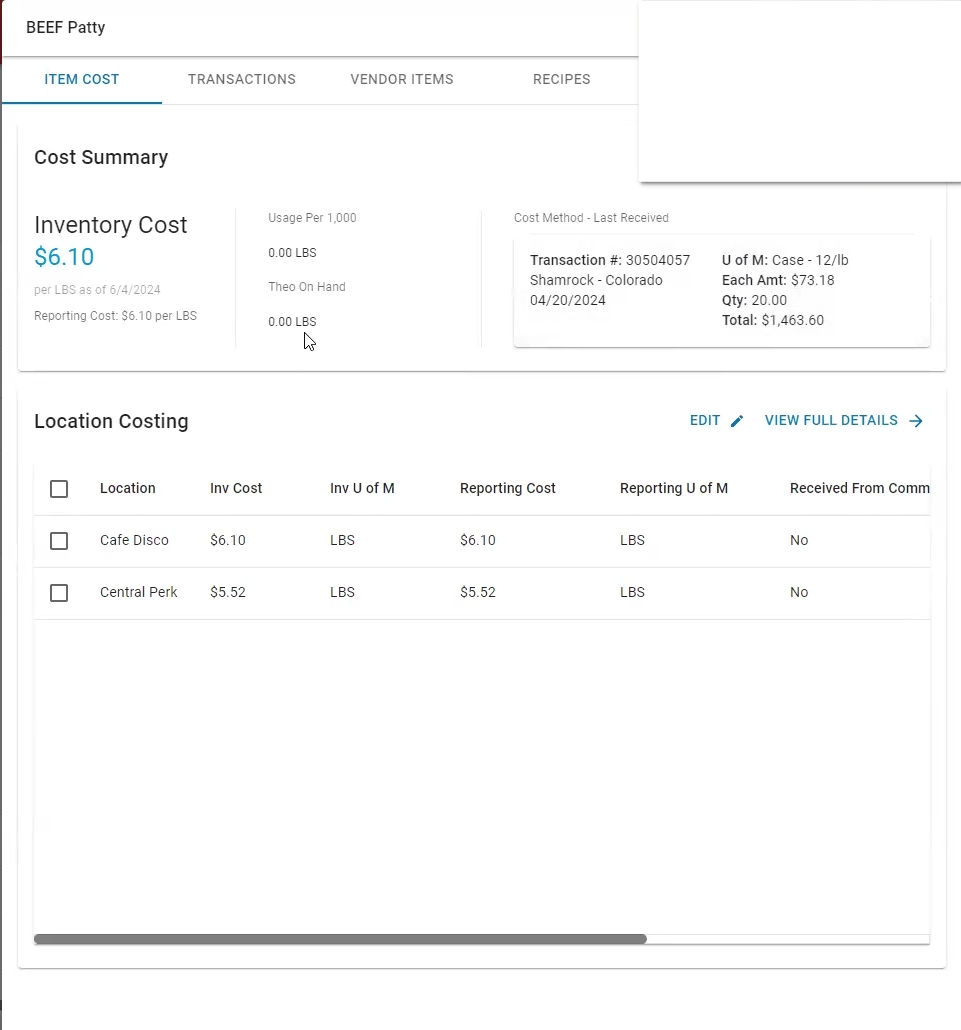 BEEF Patty
ITEM COST TRANSACTIONS VENDOR ITEMS RECIPES
Cost Summary
Inventory Cost
$6.10
per LBS as of 6/4/2024
Reporting Cost: $6.10 per LBS
Usage Per 1,000
0.00 LBS
Theo On Hand
0.00 LBS
Cost Method - Last Received
Transaction #: 30504057
Shamrock - Colorado
04/20/2024
U of M: Case - 12/lb
Each Amt: $73.18
Qty: 20.00
Total: $1,463.60
Location Costing
EDIT VIEW FULL DETAILS
Location Inv Cost Inv U of M Reporting Cost Reporting U of M Received From Comm
Cafe Disco $6.10 LBS $6.10 LBS No
Central Perk $5.52 LBS $5.52 LBS No